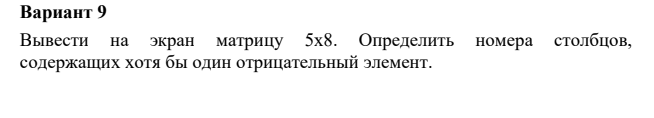 Вариант 9
Вывести на экран матрицу 5х8. Определить номера столбцов,
содержащих хотя бы один отрицательный элемент.